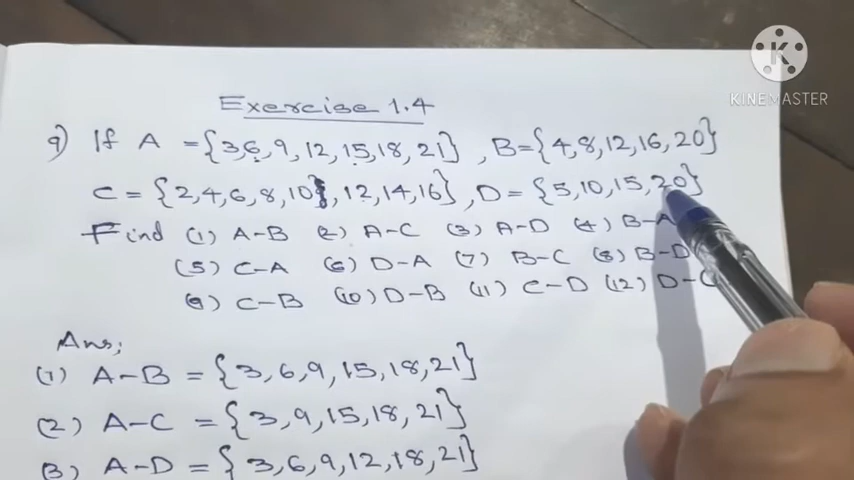 KINEMASTER
Exercise 1.4
9) If A = {3,6,9,12,15,18,21}, B={4,8,12,16,20}
C = {2,4,6,8,10, 12,14,16}, D = {5,10,15,20}
Find (1) A-B (2) A-C (3) A-D (4) B-A
(5) C-A (6) D-A (7) B-C (8) B-D
(9) C-B (10) D-B (11) C-D (12) D-C
Ans;
(1) A-B = {3,6,9,15,18,21}
(2) A-C = {3,9,15,18,21}
(3) A-D = {3,6,9,12,18,21}